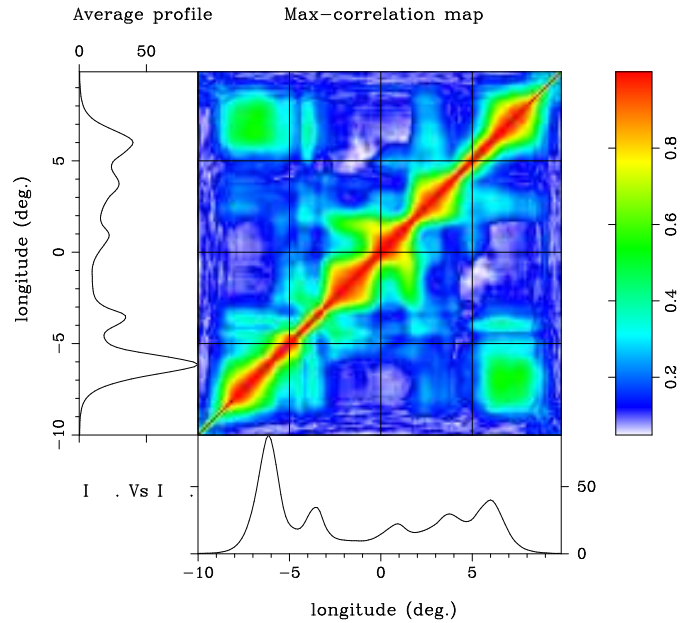 Average profile
Max-correlation map
0 50
longitude (deg.)
5
0
−5
−10
0.8
0.6
0.4
0.2
I . Vs I .
50
0
−10 −5 0 5
longitude (deg.)